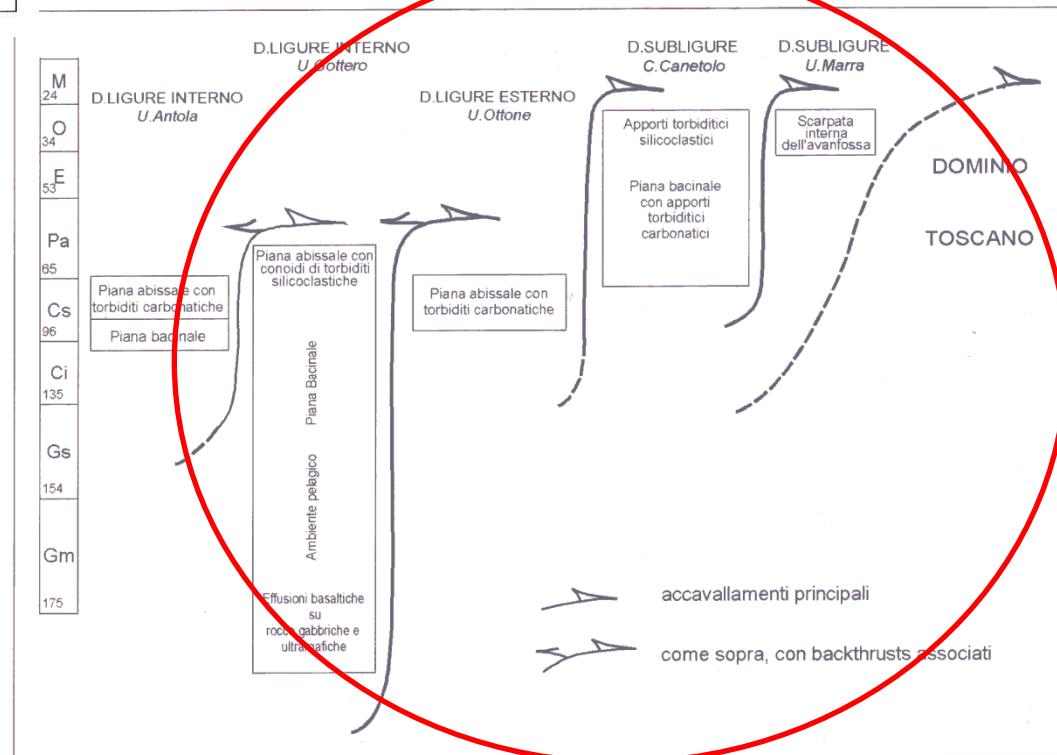 D.LIGURE INTERNO
U.Gottero
D.SUBLIGURE
C.Canetolo
D.SUBLIGURE
U.Marra
D.LIGURE INTERNO
U.Antola
D.LIGURE ESTERNO
U.Ottone
M
24
O
34
E
53
Pa
65
Cs
96
Ci
135
Gs
154
Gm
175
Piana abissale con
torbiditi carbonatiche
Piana bacinale
Piana abissale con
conoidi di torbiditi
silicoclastiche
Piana Bacinale
Ambiente pelagico
Effusioni basaltiche
su
rocce gabbriche e
ultramafiche
Piana abissale con
torbiditi carbonatiche
Apporti torbiditici
silicoclastici
Piana bacinale
con apporti
torbiditici
carbonatici
Scarpata
interna
dell'avanfossa
DOMINIO
TOSCANO
accavallamenti principali
come sopra, con backthrusts associati